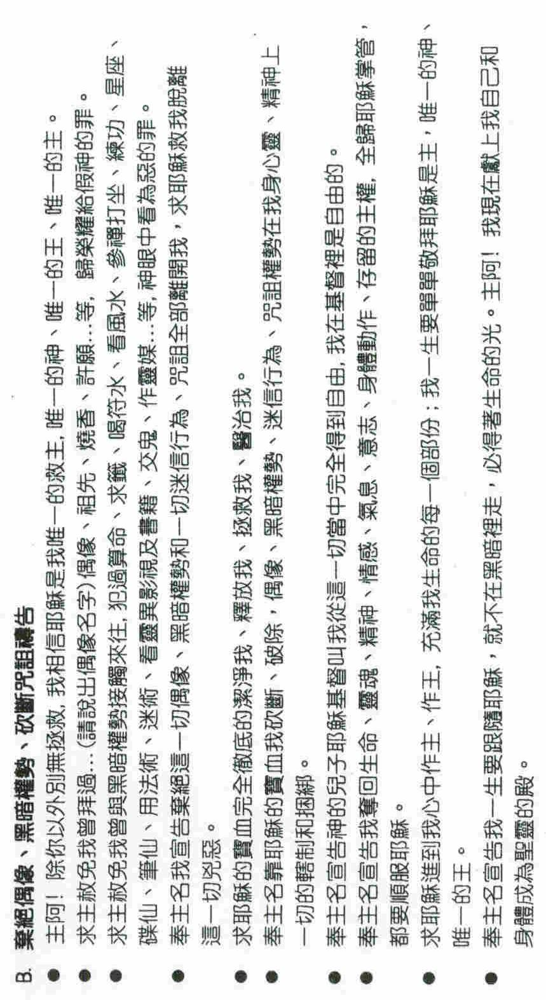 B. 棄絕偶像、黑暗權勢、砍斷咒詛禱告
● 主阿！除你以外別無拯救, 我相信耶穌是我唯一的救主, 唯一的神、唯一的王、唯一的主。
● 求主赦免我曾拜過…(請說出偶像名字)偶像、祖先、燒香、許願…等, 歸榮耀給假神的罪。
● 求主赦免我曾與黑暗權勢接觸來往, 犯過算命、求籤、喝符水、看風水、參禪打坐、練功、星座、
碟仙、筆仙、用法術、迷術、看靈異影視及書籍、交鬼、作靈媒…等, 神眼中看為惡的罪。
● 奉主名我宣告棄絕這一切偶像、黑暗權勢和一切迷信行為、咒詛全部離開我，求耶穌救我脫離
這一切兇惡。
● 求耶穌的寶血完全徹底的潔淨我、釋放我、拯救我、醫治我。
● 奉主名靠耶穌的寶血我砍斷、破除，偶像、黑暗權勢、迷信行為、咒詛權勢在我身心靈、精神上
一切的轄制和捆綁。
● 奉主名宣告神的兒子耶穌基督叫我從這一切當中完全得到自由, 我在基督裡是自由的。
● 奉主名宣告我奪回生命、靈魂、精神、情感、氣息、意志、身體動作、存留的主權, 全歸耶穌掌管，
都要順服耶穌。
● 求耶穌進到我心中作主、作王, 充滿我生命的每一個部份；我一生要單單敬拜耶穌是主，唯一的神、
唯一的王。
● 奉主名宣告我一生要跟隨耶穌，就不在黑暗裡走，必得著生命的光。主阿！我現在獻上我自己和
身體成為聖靈的殿。